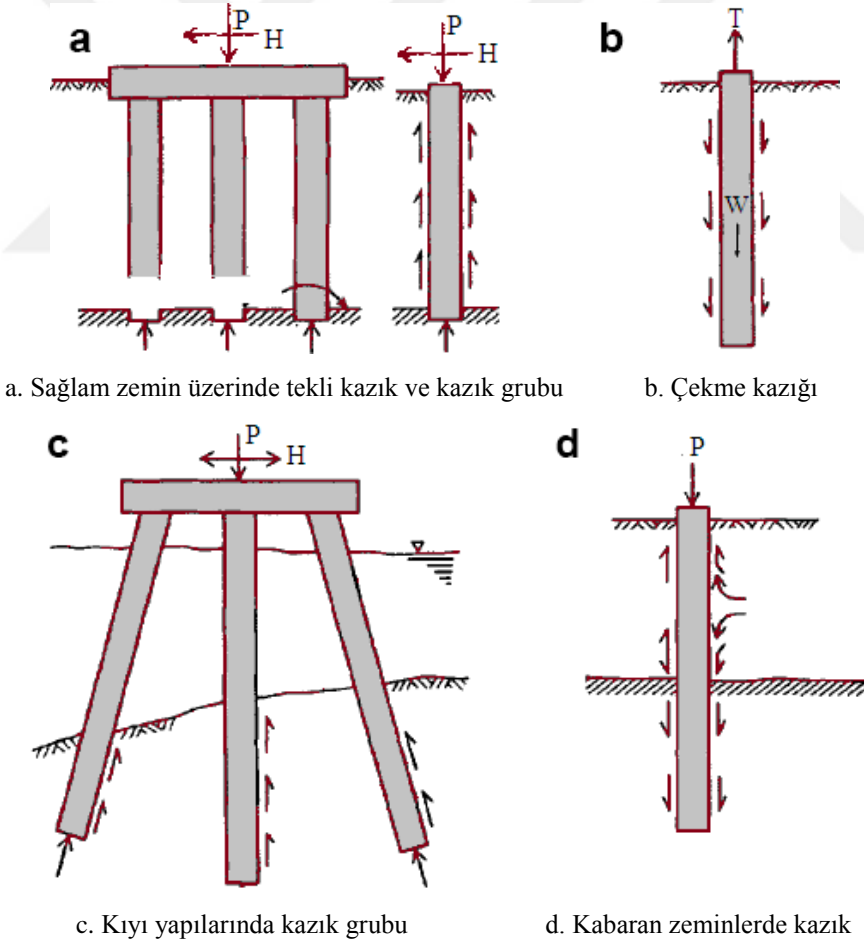 a
P
H
P
H
b
T
W
a. Sağlam zemin üzerinde tekli kazık ve kazık grubu
b. Çekme kazığı
c
P
H
d
P
c. Kıyı yapılarında kazık grubu
d. Kabaran zeminlerde kazık